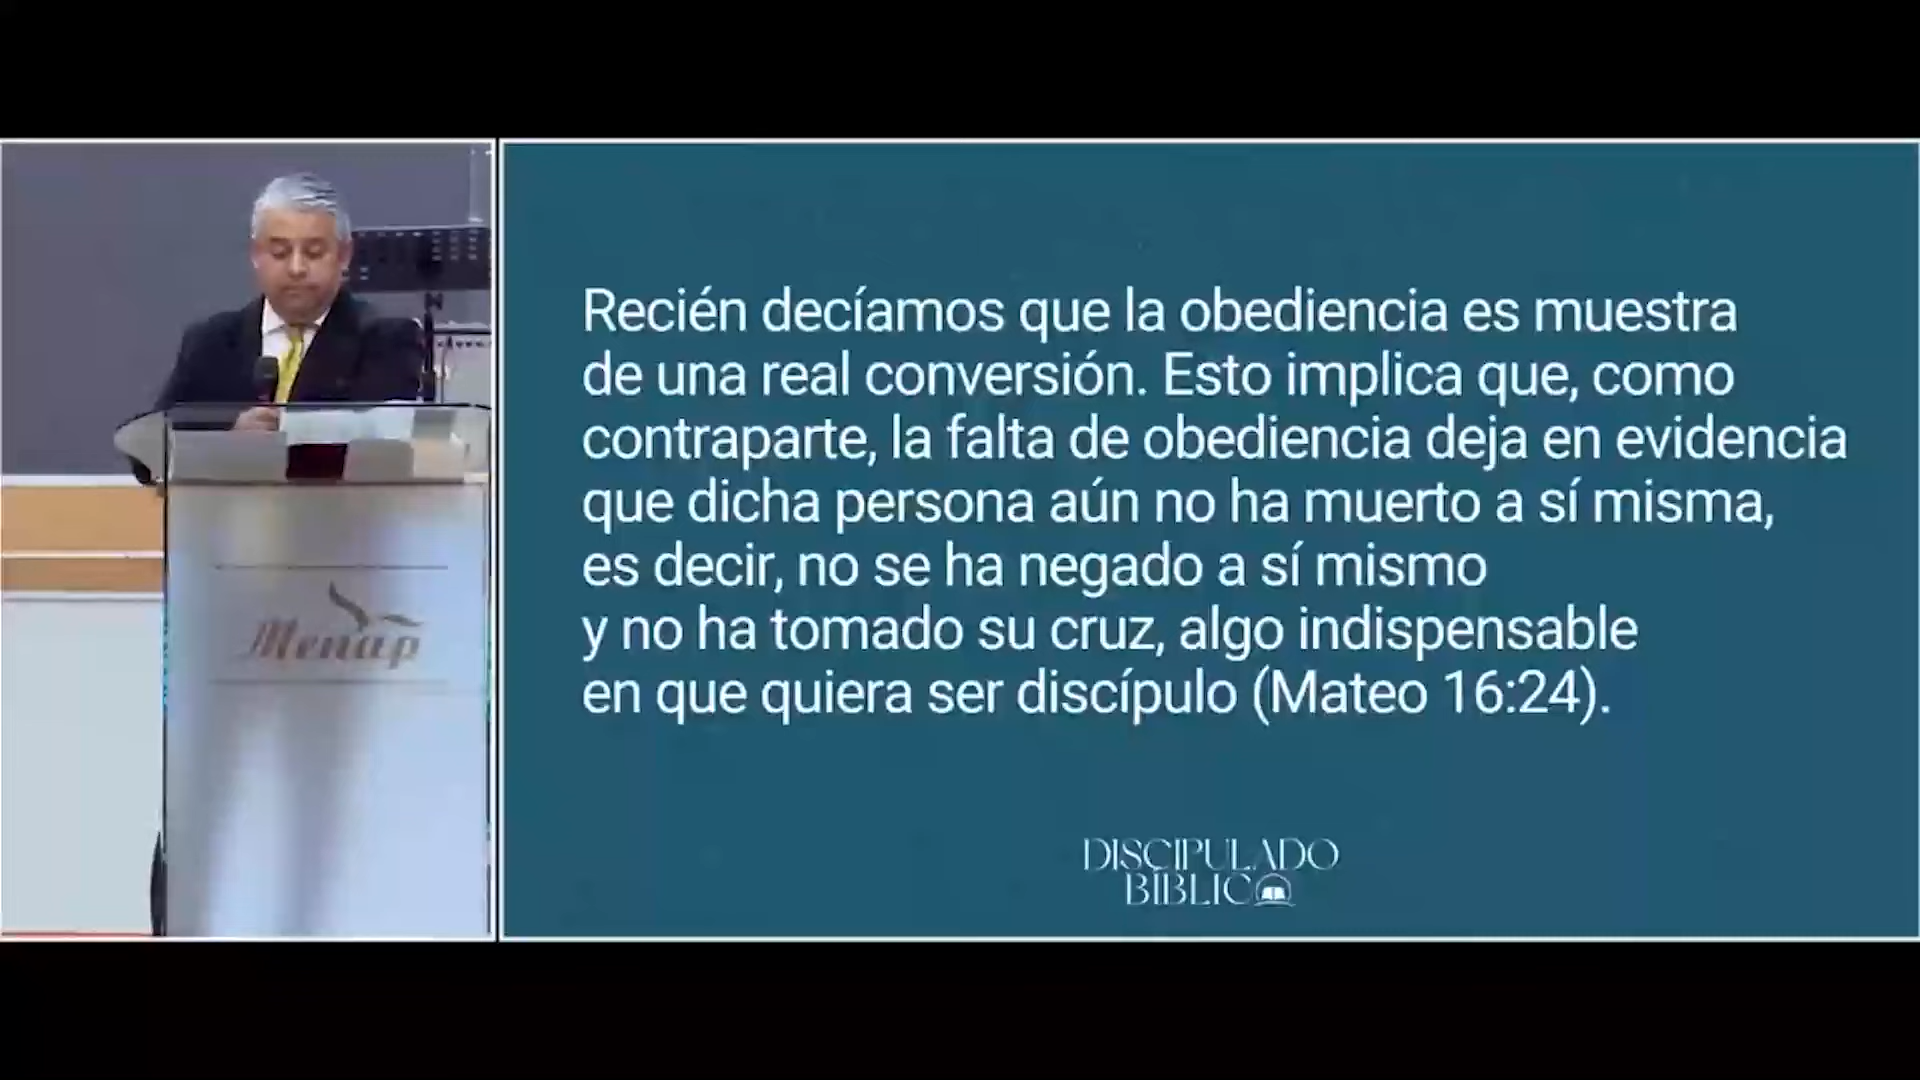 Menap
Recién decíamos que la obediencia es muestra
de una real conversión. Esto implica que, como
contraparte, la falta de obediencia deja en evidencia
que dicha persona aún no ha muerto a sí misma,
es decir, no se ha negado a sí mismo
y no ha tomado su cruz, algo indispensable
en que quiera ser discípulo (Mateo 16:24).
DISCIPULADO
BÍBLICO